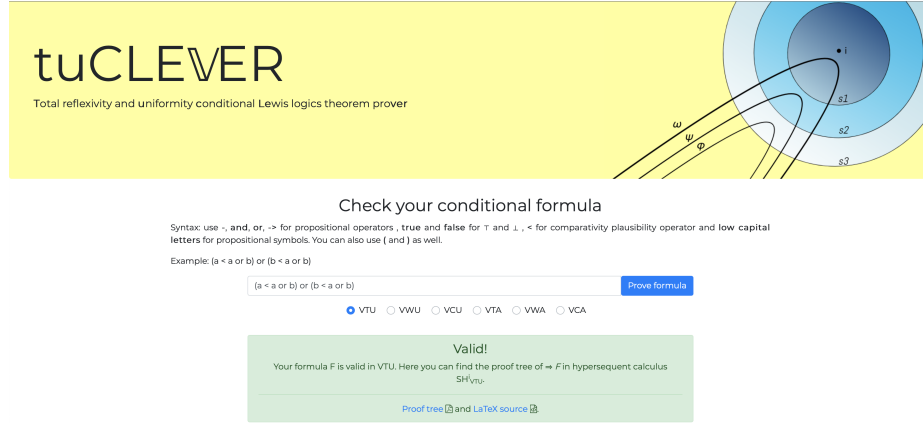 tuCLE𝕍ER
Total reflexivity and uniformity conditional Lewis logics theorem prover
i
s1
s2
s3
ω
ψ
Φ
Check your conditional formula
Syntax: use -, and, or, -> for propositional operators , true and false for ⊤ and ⊥ , < for comparativity plausibility operator and low capital
letters for propositional symbols. You can also use ( and ) as well.
Example: (a < a or b) or (b < a or b)
(a < a or b) or (b < a or b)
Prove formula
VTU VWU VCU VTA VWA VCA
Valid!
Your formula F is valid in VTU. Here you can find the proof tree of ⇒ F in hypersequent calculus
SHⁱVTU.
Proof tree and LaTeX source